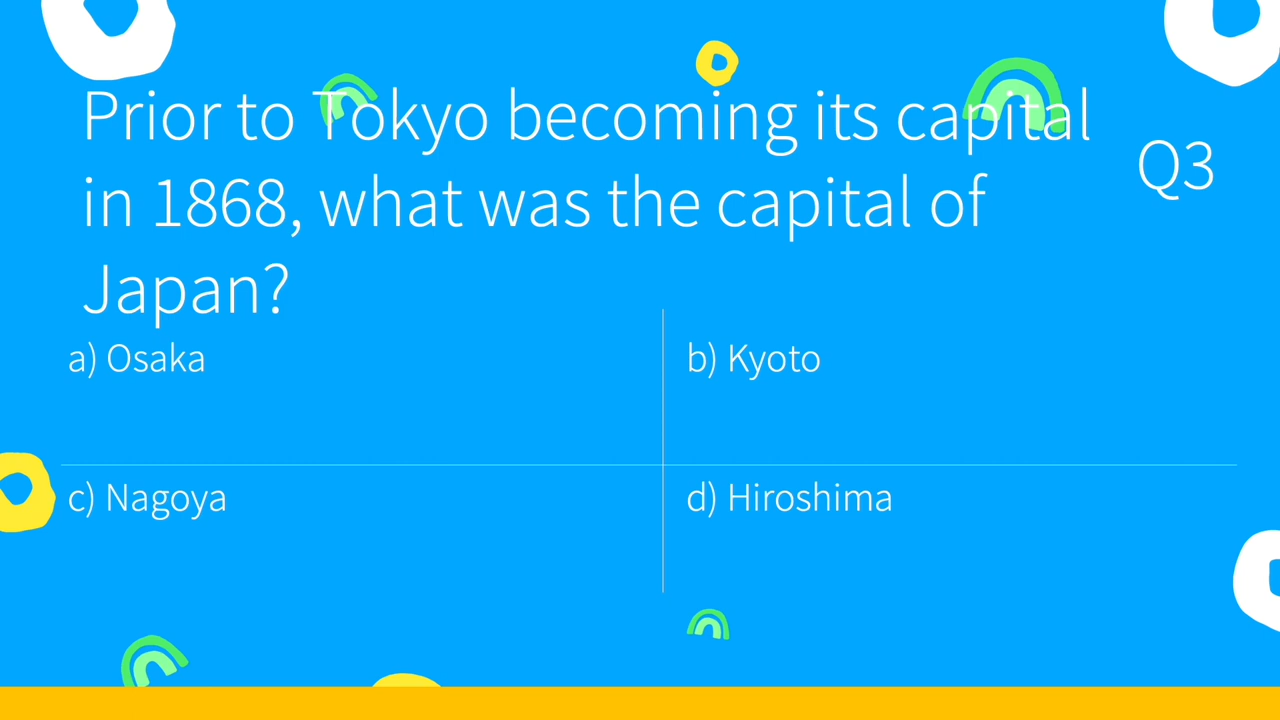 Prior to Tokyo becoming its capital
in 1868, what was the capital of
Japan?
Q3
a) Osaka
b) Kyoto
c) Nagoya
d) Hiroshima